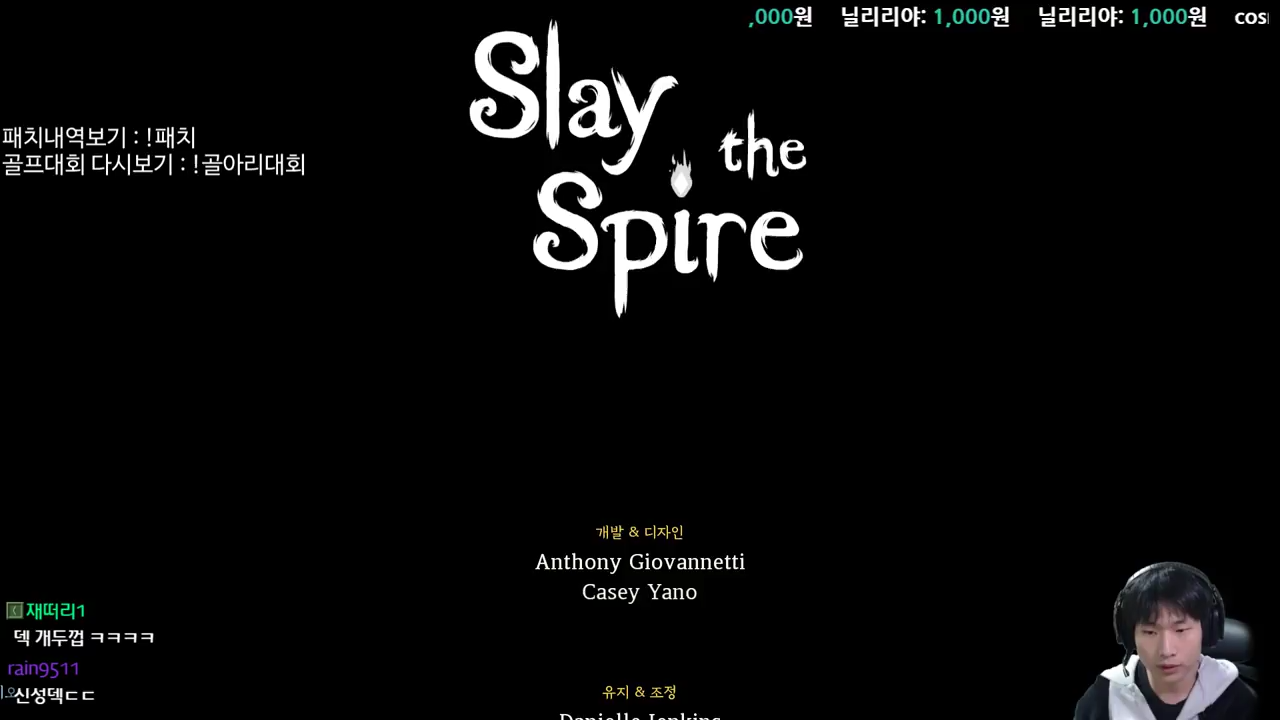 ,000원 닐리리야: 1,000원 닐리리야: 1,000원 cos
Slay
the
Spire
패치내역보기 : !패치
골프대회 다시보기 : !골아리대회
개발 & 디자인
Anthony Giovannetti
Casey Yano
재떠리1
덱 개두껍 ㅋㅋㅋㅋ
rain9511
신성덱ㄷㄷ
유지 & 조정
Danielle Jenkins